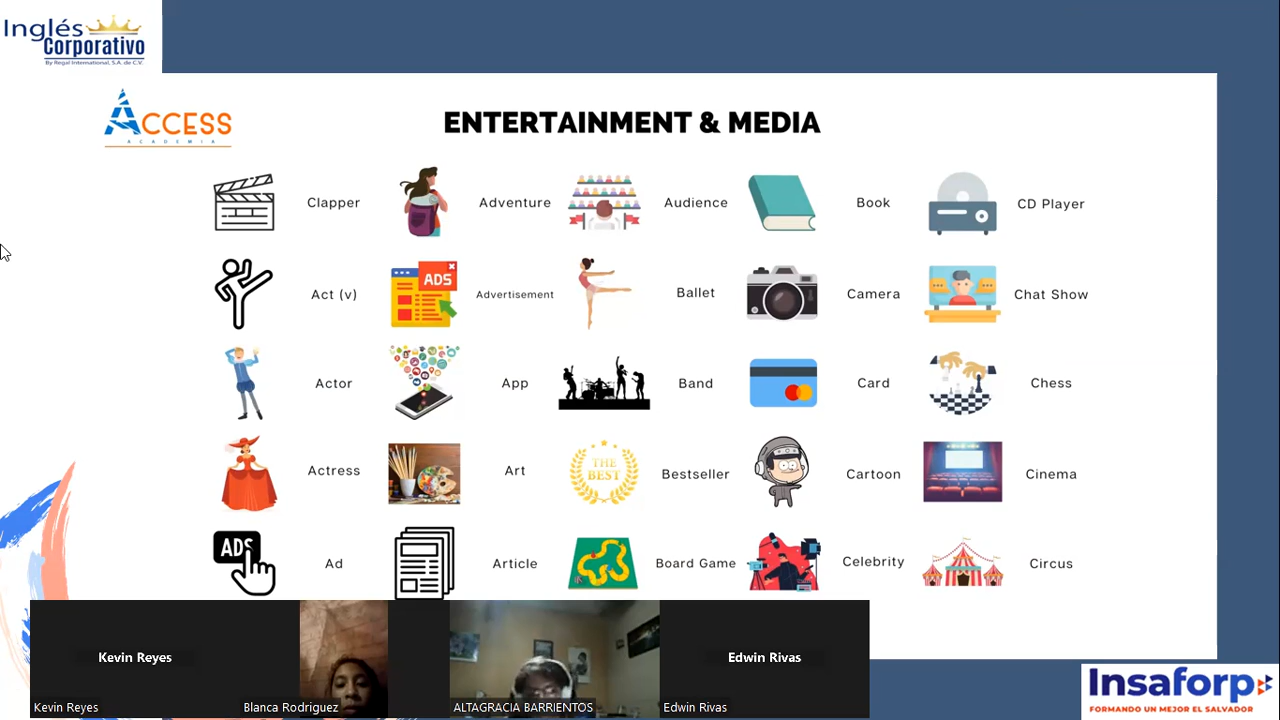 Inglés
Corporativo
By Regal International, S.A. de C.V.
ACCESS
ACADEMIA
ENTERTAINMENT & MEDIA
Clapper
Adventure
Audience
Book
CD Player
Act (v)
ADS
Advertisement
Ballet
Camera
Chat Show
Actor
App
Band
Card
Chess
Actress
Art
THE
BEST
Bestseller
Cartoon
Cinema
ADS
Ad
Article
Board Game
Celebrity
Circus
Kevin Reyes
Edwin Rivas
Kevin Reyes
Blanca Rodriguez
ALTAGRACIA BARRIENTOS
Edwin Rivas
Insaforp
FORMANDO UN MEJOR EL SALVADOR